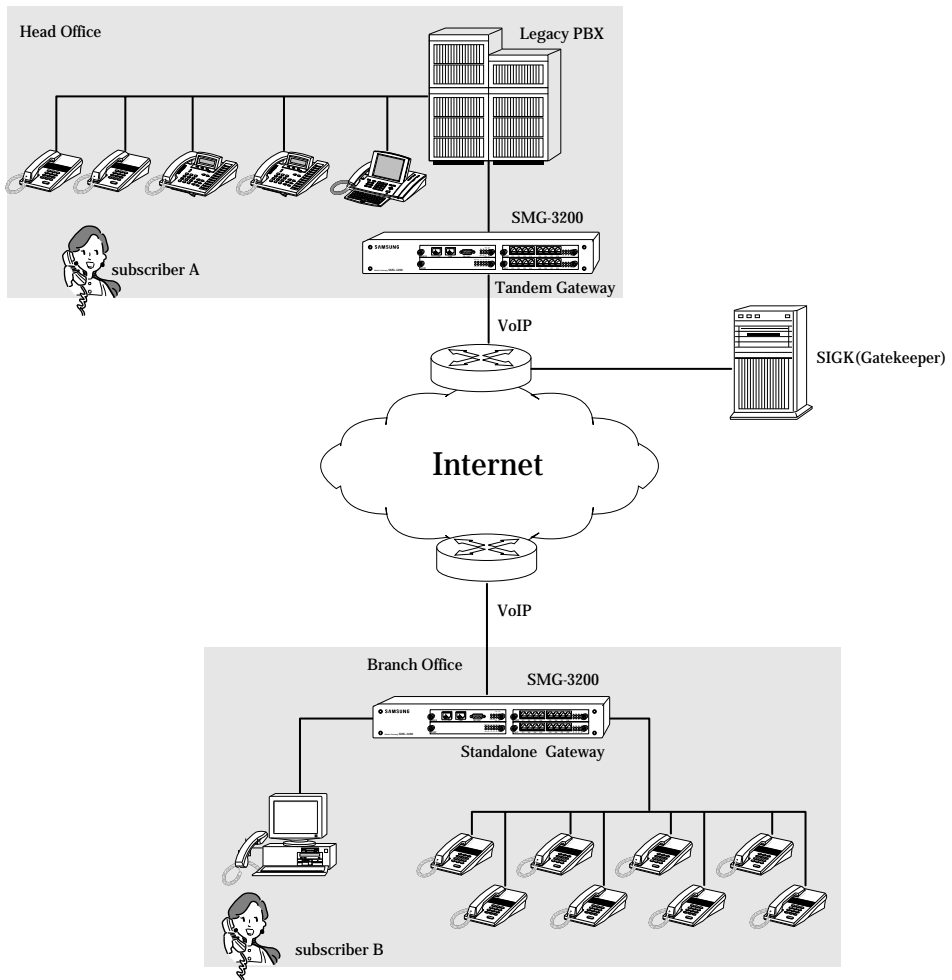 Head Office
Legacy PBX
SMG-3200
SAMSUNG
subscriber A
Tandem Gateway
VoIP
SIGK(Gatekeeper)
Internet
VoIP
Branch Office
SMG-3200
SAMSUNG
Standalone Gateway
subscriber B